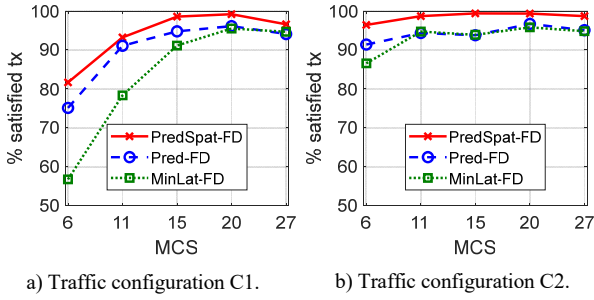 100
90
80
70
60
50
% satisfied tx
PredSpat-FD
Pred-FD
MinLat-FD
6 11 15 20 27
MCS
a) Traffic configuration C1.
100
90
80
70
60
50
% satisfied tx
PredSpat-FD
Pred-FD
MinLat-FD
6 11 15 20 27
MCS
b) Traffic configuration C2.